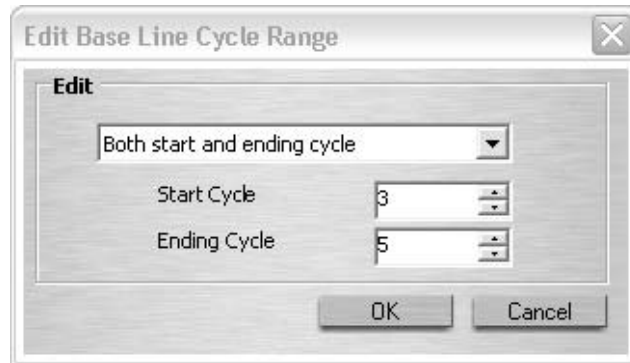 Edit Base Line Cycle Range
Edit
Both start and ending cycle
Start Cycle 3
Ending Cycle 5
OK Cancel